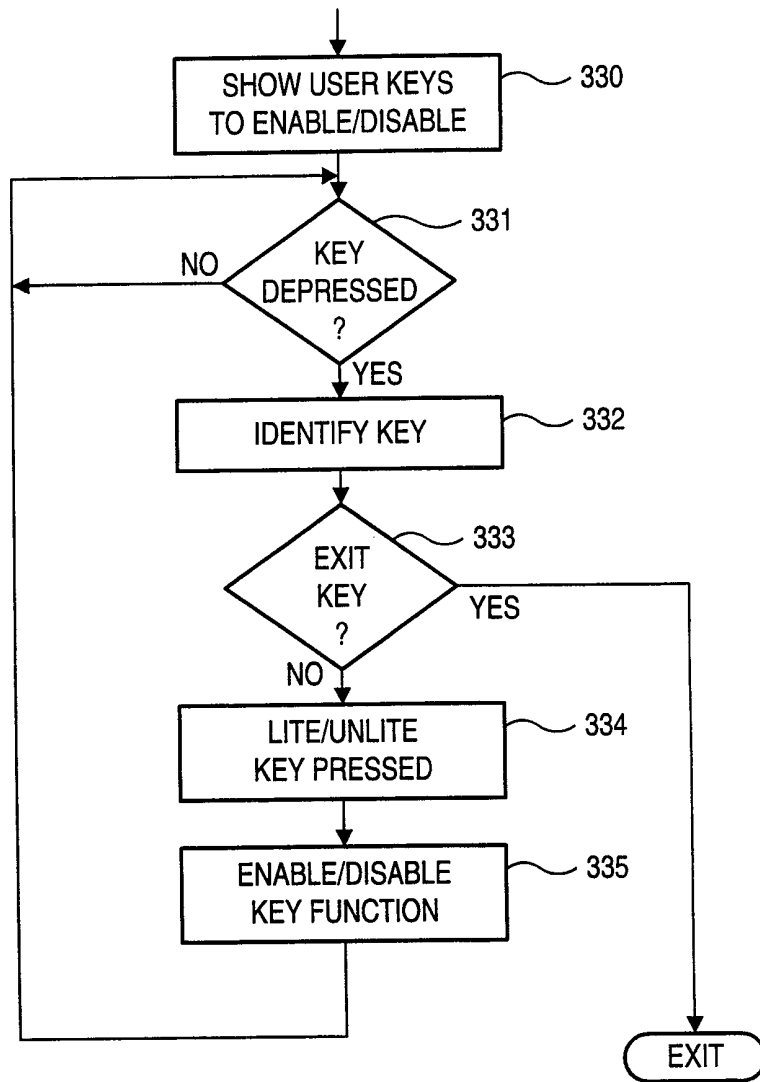 SHOW USER KEYS
TO ENABLE/DISABLE
330
KEY
DEPRESSED
?
331
NO
YES
IDENTIFY KEY
332
EXIT
KEY
?
333
YES
NO
LITE/UNLITE
KEY PRESSED
334
ENABLE/DISABLE
KEY FUNCTION
335
EXIT